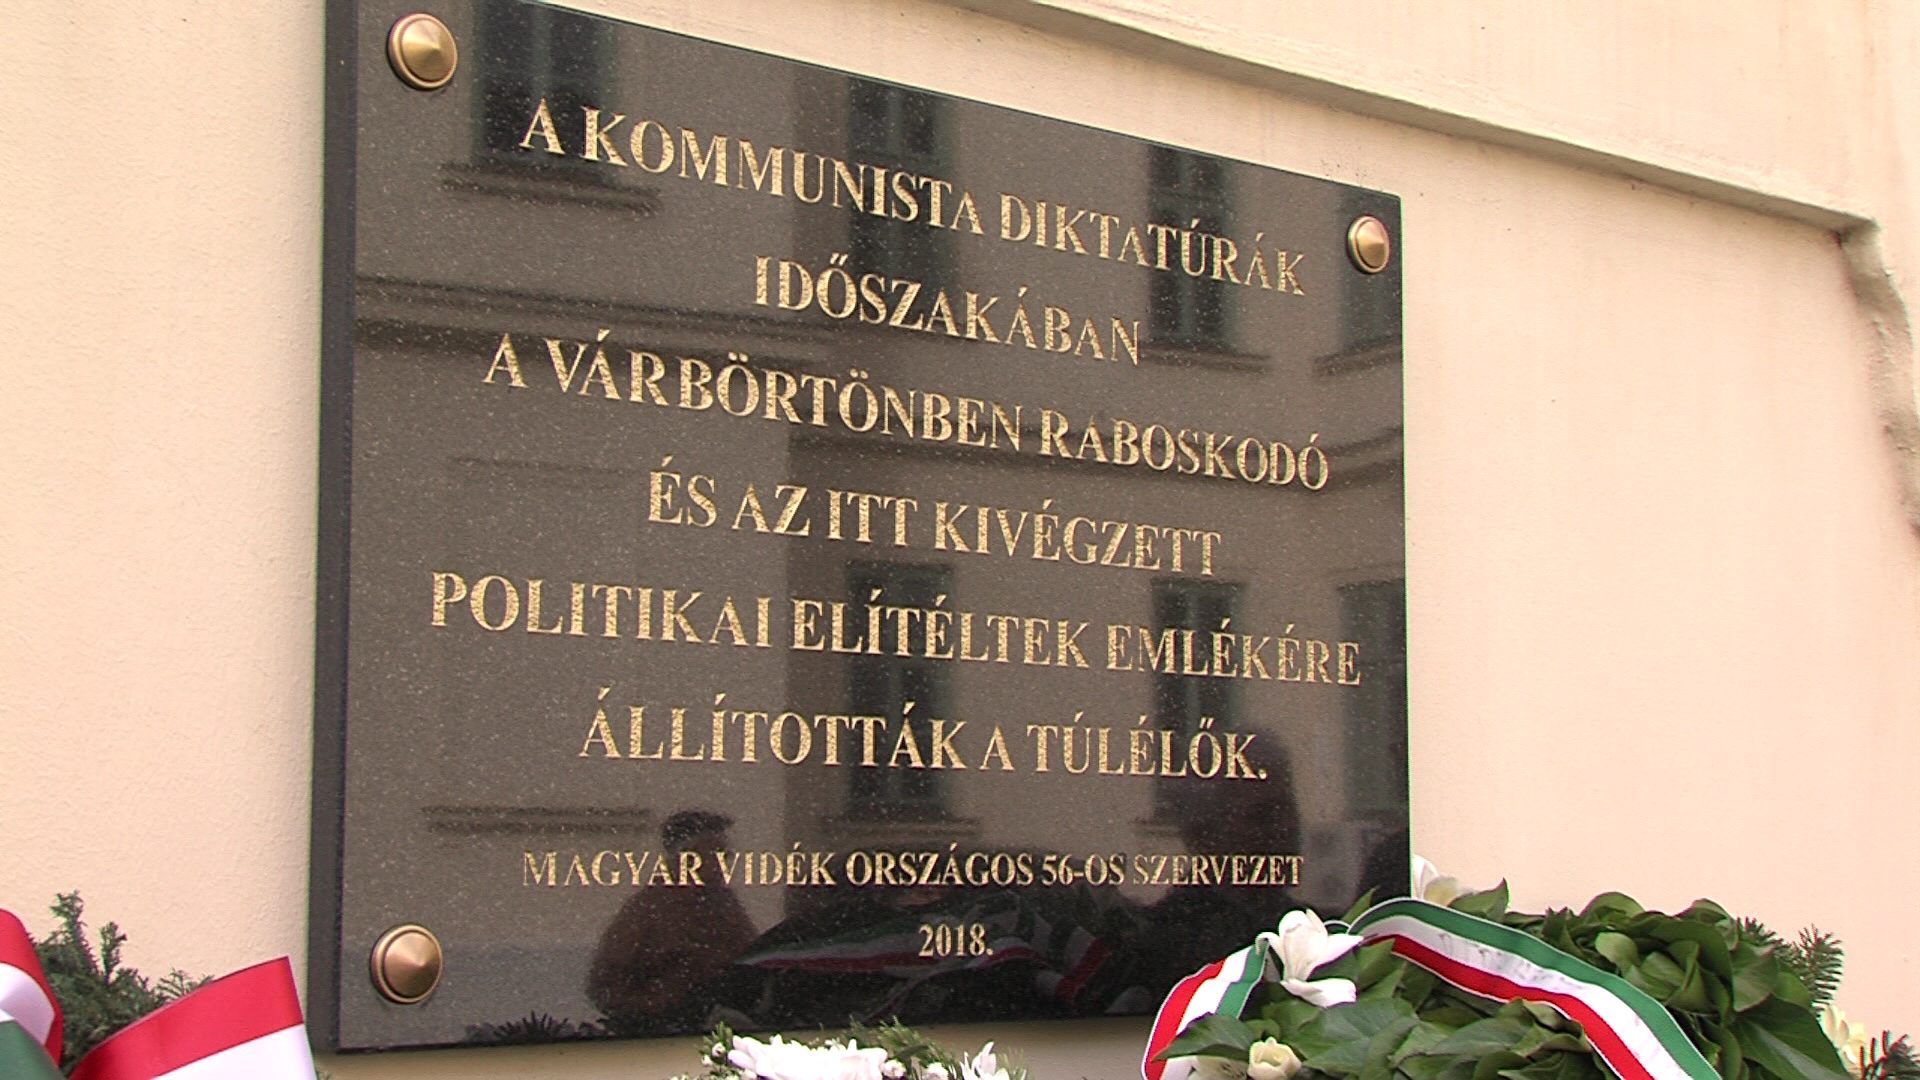 A KOMMUNISTA DIKTATÚRÁK
IDŐSZAKÁBAN
A VÁRBÖRTÖNBEN RABOSKODÓ
ÉS AZ ITT KIVÉGZETT
POLITIKAI ELÍTÉLTEK EMLÉKÉRE
ÁLLÍTOTTÁK A TÚLÉLŐK.
MAGYAR VIDÉK ORSZÁGOS 56-OS SZERVEZET
2018.